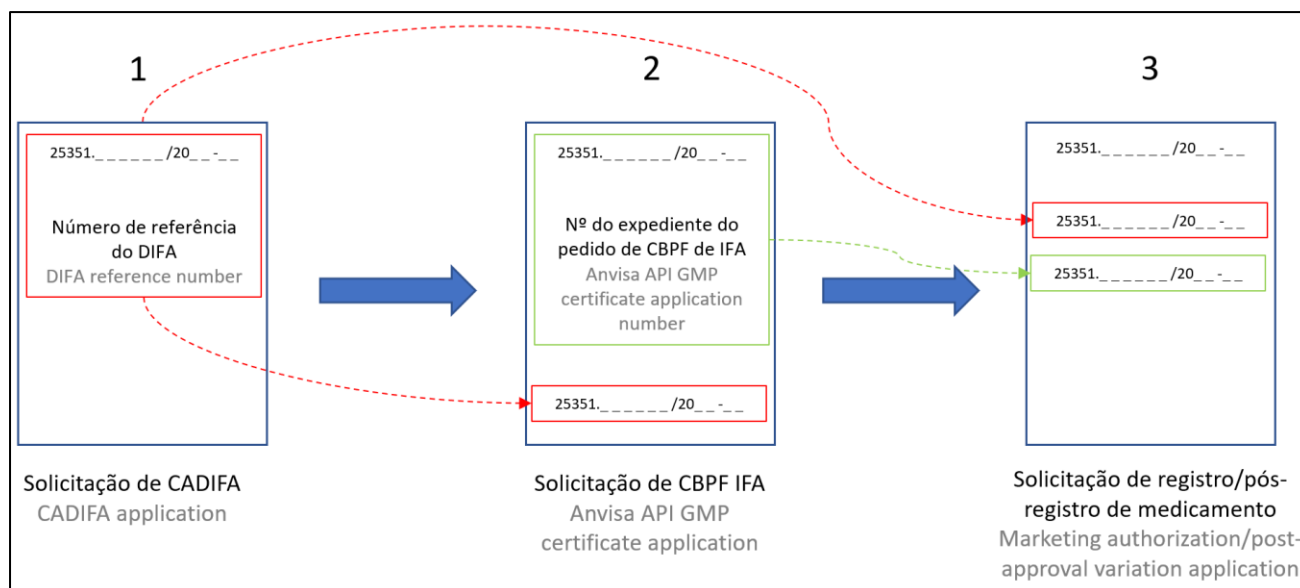 1
25351._ _ _ _ _ _ /20_ _ -_ _
Número de referência
do DIFA
DIFA reference number
Solicitação de CADIFA
CADIFA application
2
25351._ _ _ _ _ _ /20_ _ -_ _
Nº do expediente do
pedido de CBPF de IFA
Anvisa API GMP
certificate application
number
25351._ _ _ _ _ _ /20_ _ -_ _
Solicitação de CBPF IFA
Anvisa API GMP
certificate application
3
25351._ _ _ _ _ _ /20_ _ -_ _
25351._ _ _ _ _ _ /20_ _ -_ _
25351._ _ _ _ _ _ /20_ _ -_ _
Solicitação de registro/pós-
registro de medicamento
Marketing authorization/post-
approval variation application